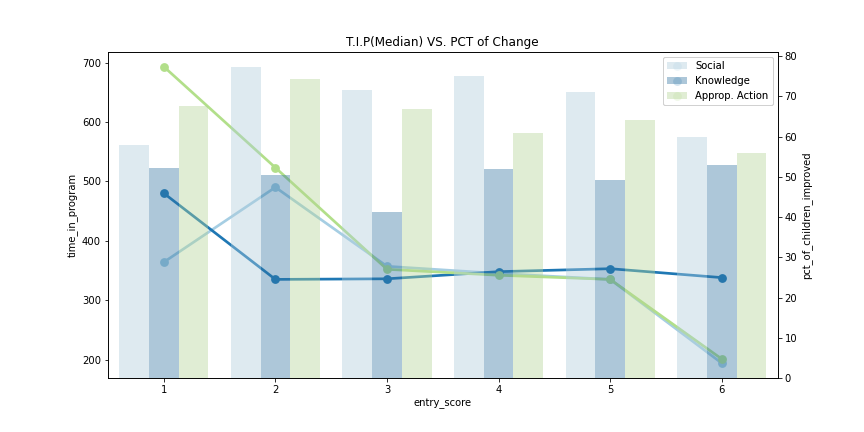 T.I.P(Median) VS. PCT of Change
Social
Knowledge
Approp. Action
time_in_program
700
600
500
400
300
200
80
70
60
50
40
30
20
10
0
pct_of_children_improved
1 2 3 4 5 6
entry_score